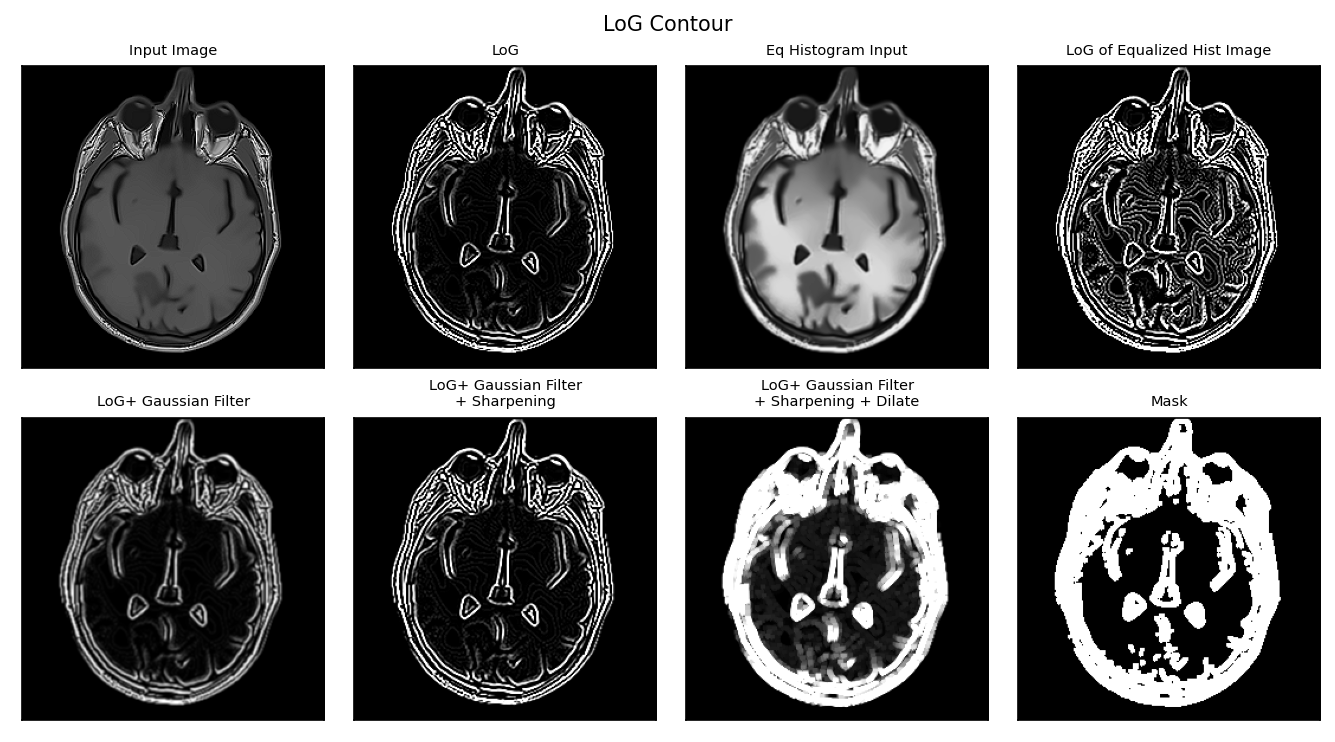 LoG Contour
Input Image
LoG
Eq Histogram Input
LoG of Equalized Hist Image
LoG+ Gaussian Filter
LoG+ Gaussian Filter
+ Sharpening
LoG+ Gaussian Filter
+ Sharpening + Dilate
Mask